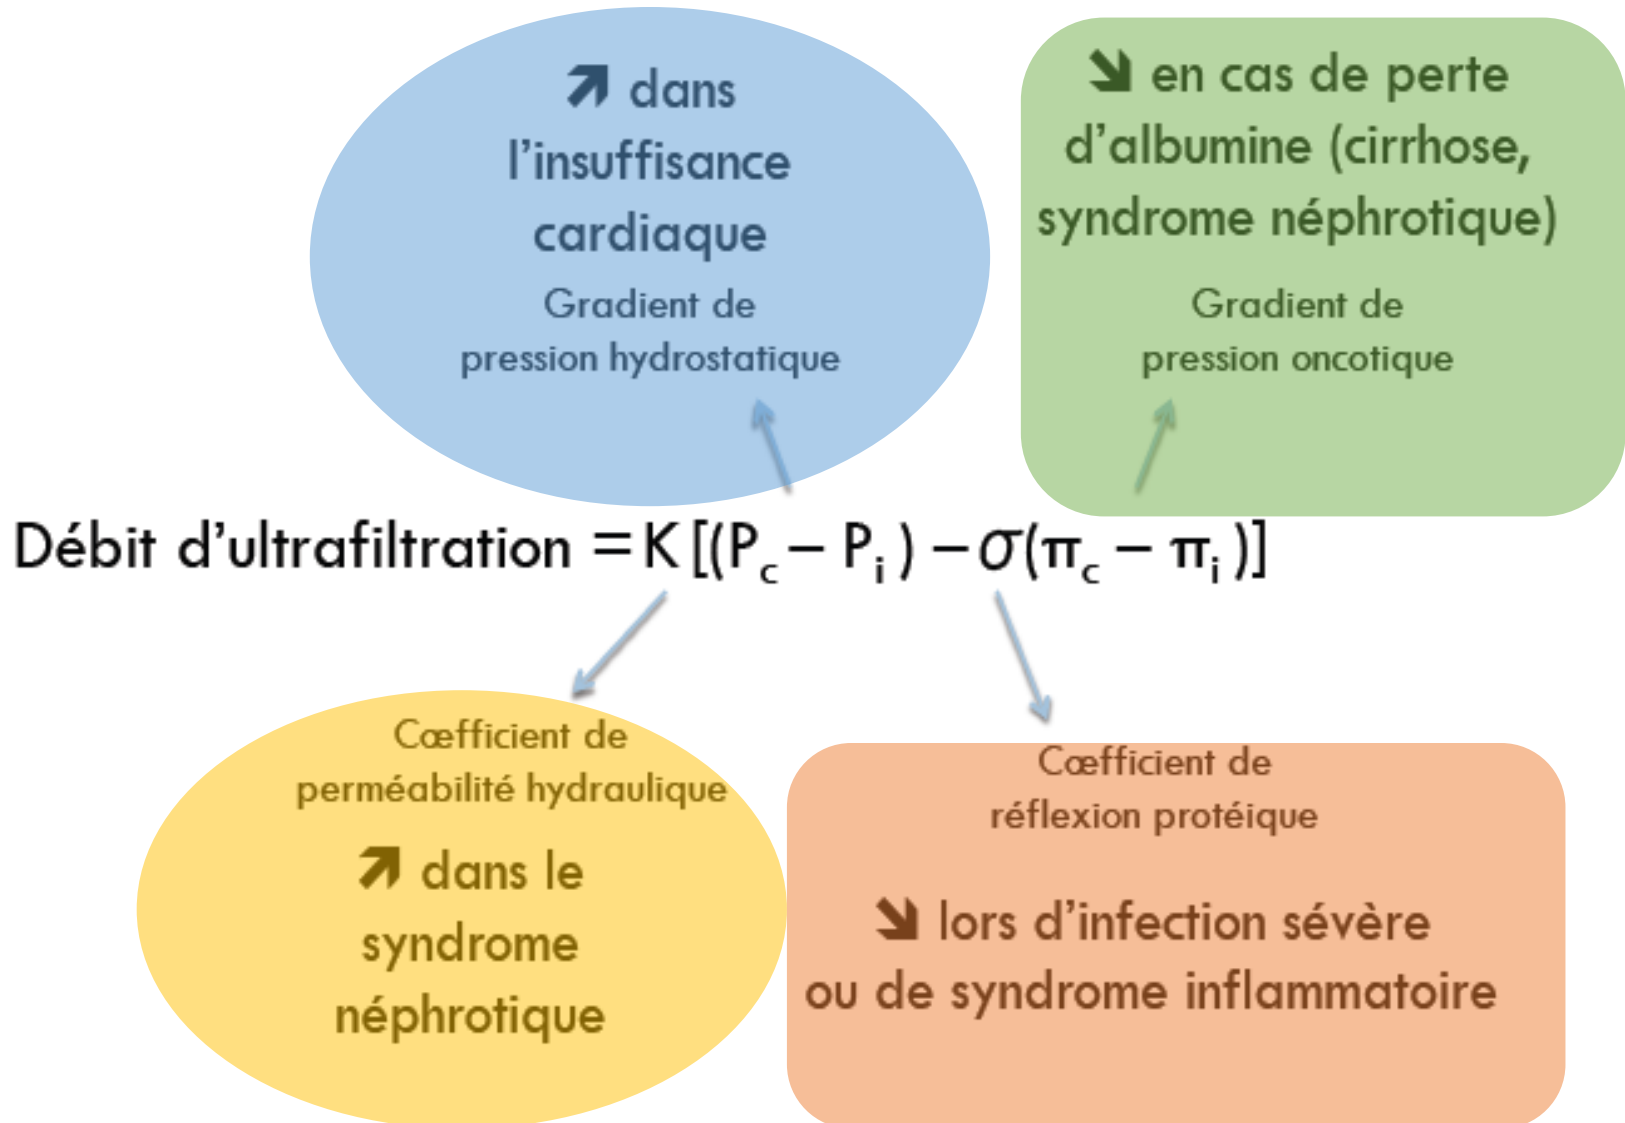 ↗ dans
l'insuffisance
cardiaque
Gradient de
pression hydrostatique
↘ en cas de perte
d'albumine (cirrhose,
syndrome néphrotique)
Gradient de
pression oncotique
Débit d'ultrafiltration = K [(Pc – Pi ) – σ(πc – πi )]
Cœfficient de
perméabilité hydraulique
↗ dans le
syndrome
néphrotique
Cœfficient de
réflexion protéique
↘ lors d'infection sévère
ou de syndrome inflammatoire